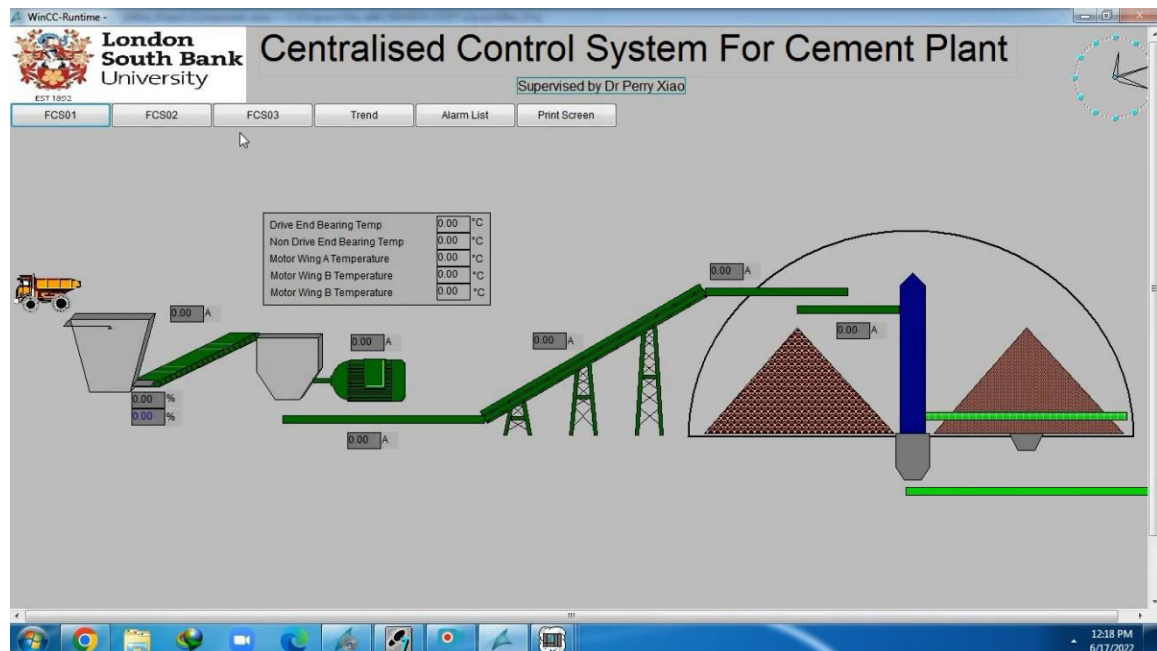 WinCC-Runtime -
London
South Bank
University
EST 1892
Centralised Control System For Cement Plant
Supervised by Dr Perry Xiao
FCS01 FCS02 FCS03 Trend Alarm List Print Screen
Drive End Bearing Temp 0.00 °C
Non Drive End Bearing Temp 0.00 °C
Motor Wing A Temperature 0.00 °C
Motor Wing B Temperature 0.00 °C
Motor Wing B Temperature 0.00 °C
0.00 A
0.00 A
0.00 A
0.00 A
0.00 A
0.00 %
0.00 %
0.00 A
12:18 PM
6/17/2022